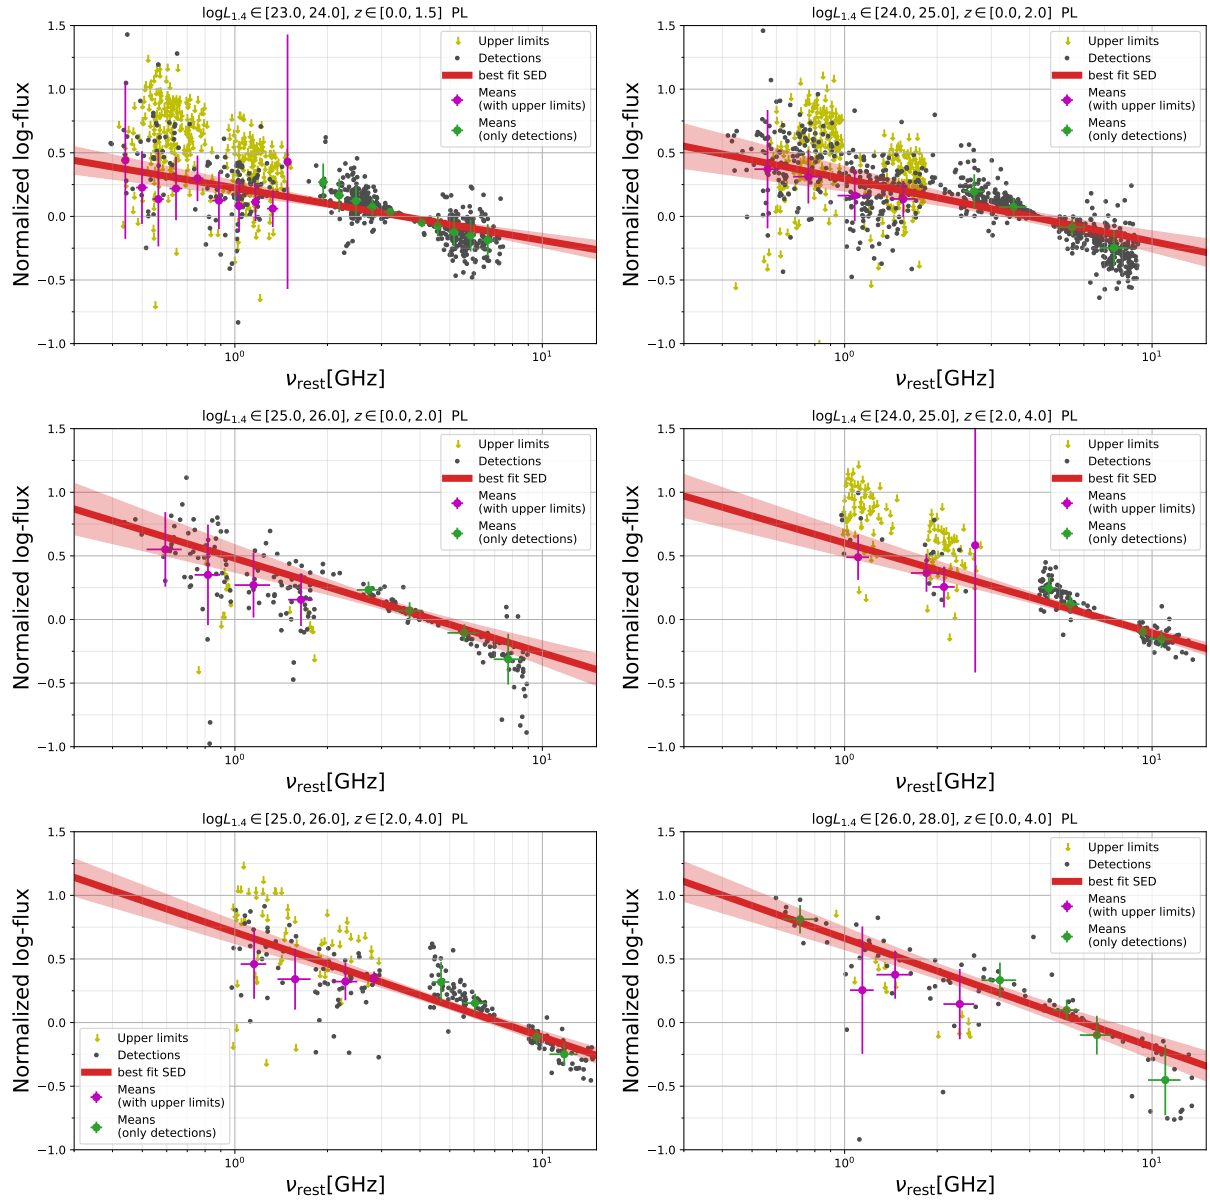 logL1.4 ∈ [23.0, 24.0], z ∈ [0.0, 1.5] PL
1.5
1.0
0.5
0.0
−0.5
−1.0
Normalized log-flux
Upper limits
Detections
best fit SED
Means
(with upper limits)
Means
(only detections)
10^0
10^1
ν_rest[GHz]
logL1.4 ∈ [24.0, 25.0], z ∈ [0.0, 2.0] PL
1.5
1.0
0.5
0.0
−0.5
−1.0
Normalized log-flux
Upper limits
Detections
best fit SED
Means
(with upper limits)
Means
(only detections)
10^0
10^1
ν_rest[GHz]
logL1.4 ∈ [25.0, 26.0], z ∈ [0.0, 2.0] PL
1.5
1.0
0.5
0.0
−0.5
−1.0
Normalized log-flux
Upper limits
Detections
best fit SED
Means
(with upper limits)
Means
(only detections)
10^0
10^1
ν_rest[GHz]
logL1.4 ∈ [24.0, 25.0], z ∈ [2.0, 4.0] PL
1.5
1.0
0.5
0.0
−0.5
−1.0
Normalized log-flux
Upper limits
Detections
best fit SED
Means
(with upper limits)
Means
(only detections)
10^0
10^1
ν_rest[GHz]
logL1.4 ∈ [25.0, 26.0], z ∈ [2.0, 4.0] PL
1.5
1.0
0.5
0.0
−0.5
−1.0
Normalized log-flux
Upper limits
Detections
best fit SED
Means
(with upper limits)
Means
(only detections)
10^0
10^1
ν_rest[GHz]
logL1.4 ∈ [26.0, 28.0], z ∈ [0.0, 4.0] PL
1.5
1.0
0.5
0.0
−0.5
−1.0
Normalized log-flux
Upper limits
Detections
best fit SED
Means
(with upper limits)
Means
(only detections)
10^0
10^1
ν_rest[GHz]